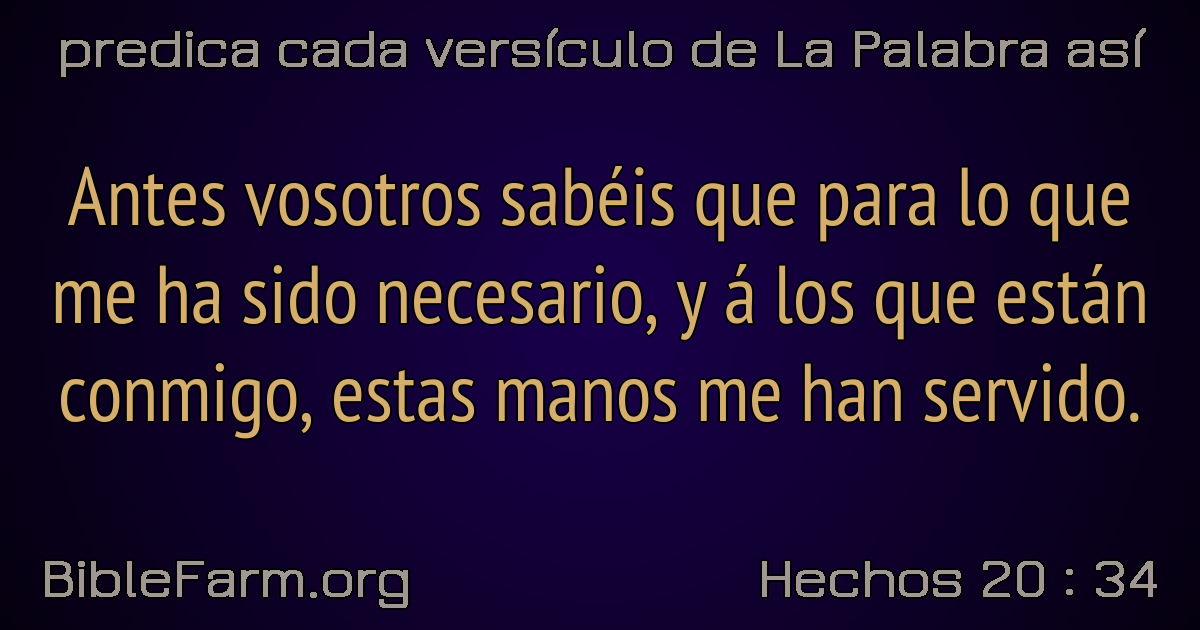 predica cada versículo de La Palabra así
Antes vosotros sabéis que para lo que
me ha sido necesario, y á los que están
conmigo, estas manos me han servido.
BibleFarm.org
Hechos 20 : 34